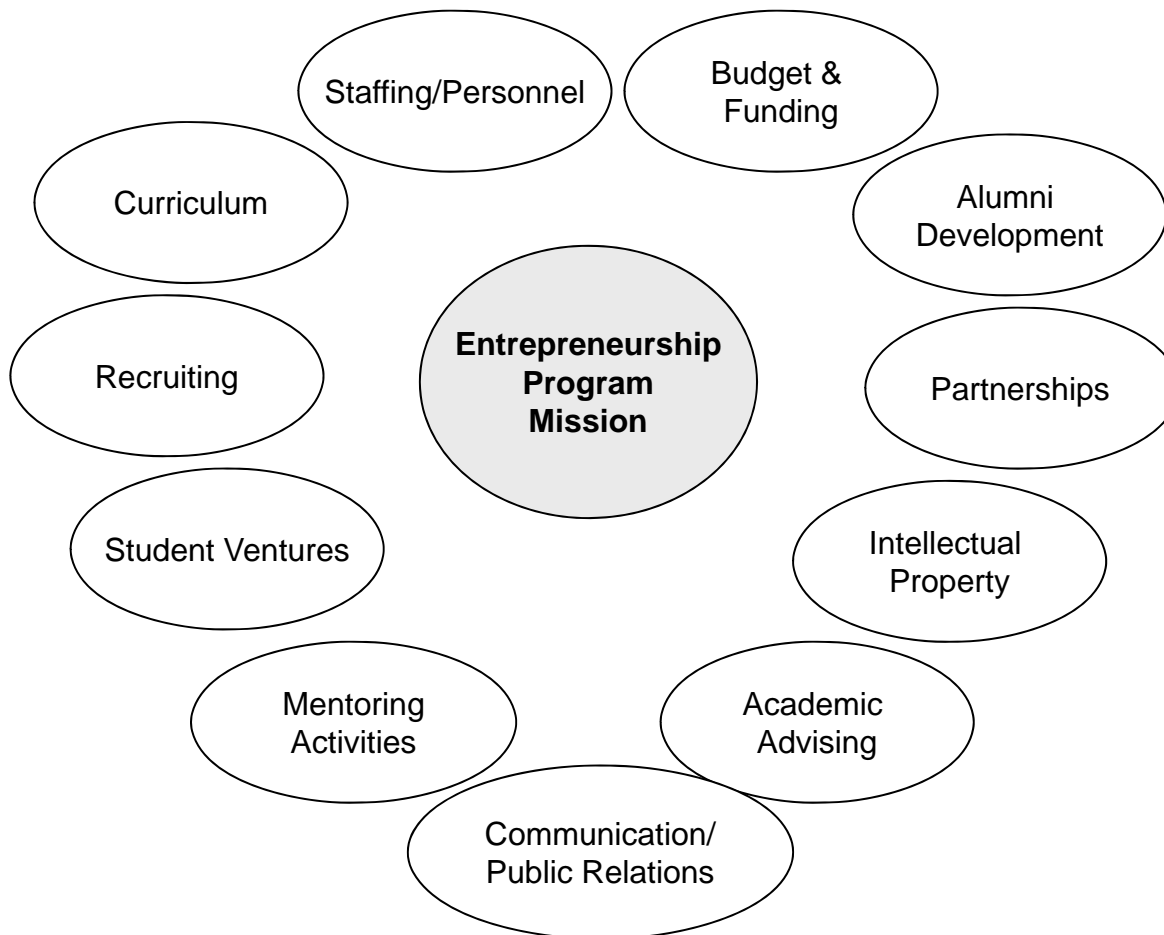 Staffing/Personnel
Budget &
Funding
Curriculum
Alumni
Development
Entrepreneurship
Program
Mission
Recruiting
Partnerships
Student Ventures
Intellectual
Property
Mentoring
Activities
Academic
Advising
Communication/
Public Relations